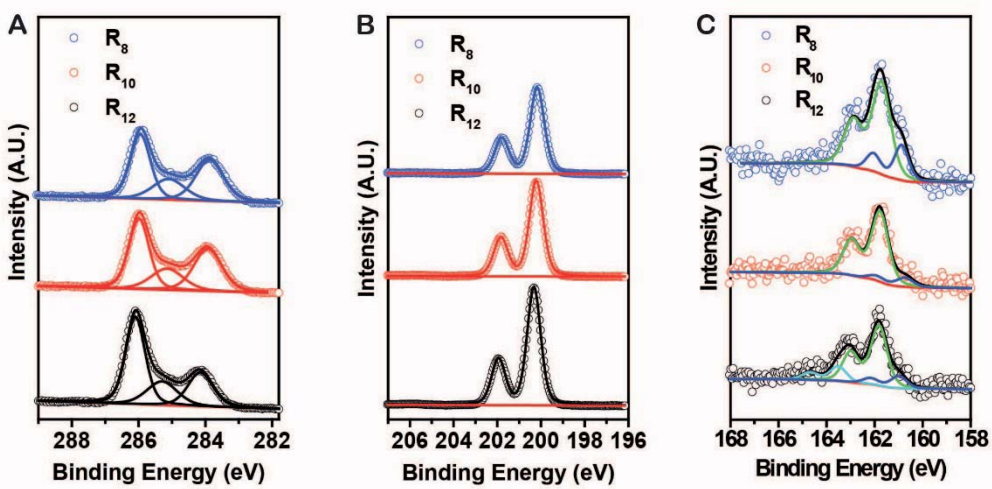 A
R8
R10
R12
Intensity (A.U.)
288 286 284 282
Binding Energy (eV)
B
R8
R10
R12
Intensity (A.U.)
206 204 202 200 198 196
Binding Energy (eV)
C
R8
R10
R12
Intensity (A.U.)
168 166 164 162 160 158
Binding Energy (eV)